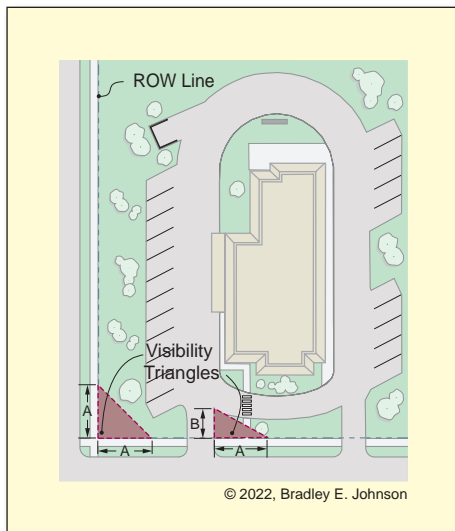 ROW Line
Visibility
Triangles
A
B
A
A
© 2022, Bradley E. Johnson